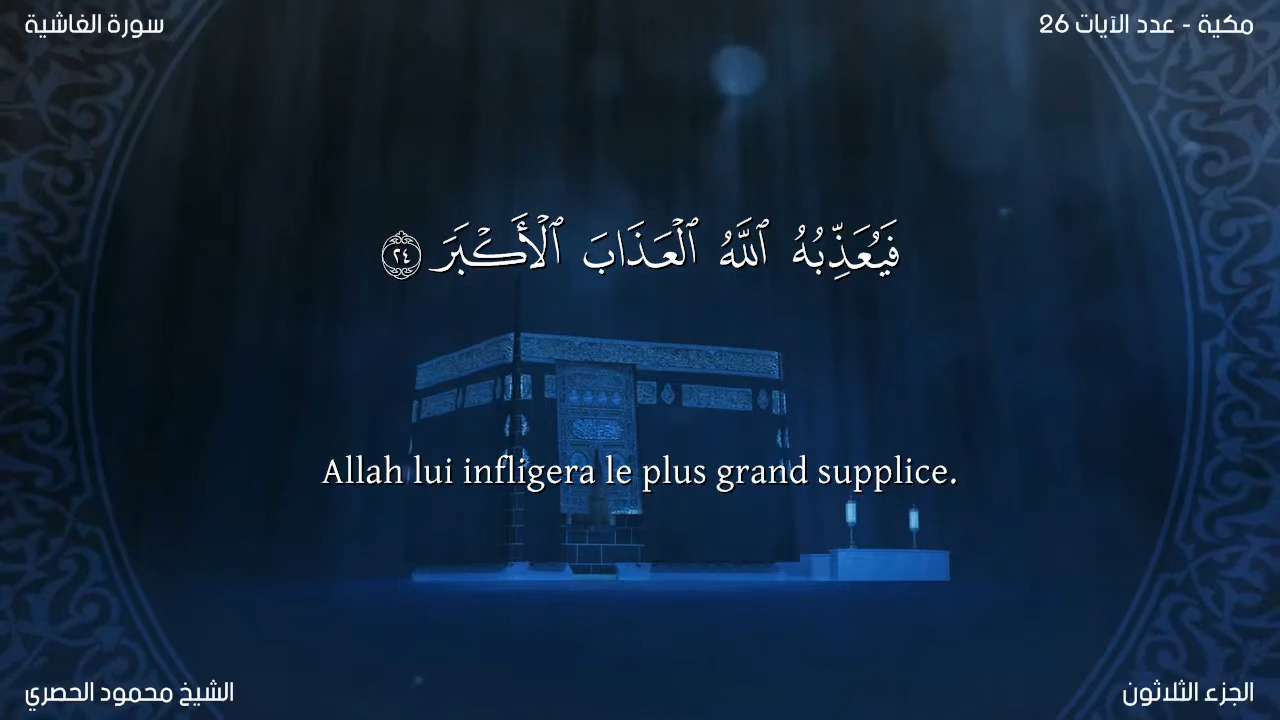 سورة الغاشية
مكية - عدد الآيات 26
فَيُعَذِّبُهُ ٱللَّهُ ٱلْعَذَابَ ٱلْأَكْبَرَ ٢٤
Allah lui infligera le plus grand supplice.
الشيخ محمود الحصري
الجزء الثلاثون